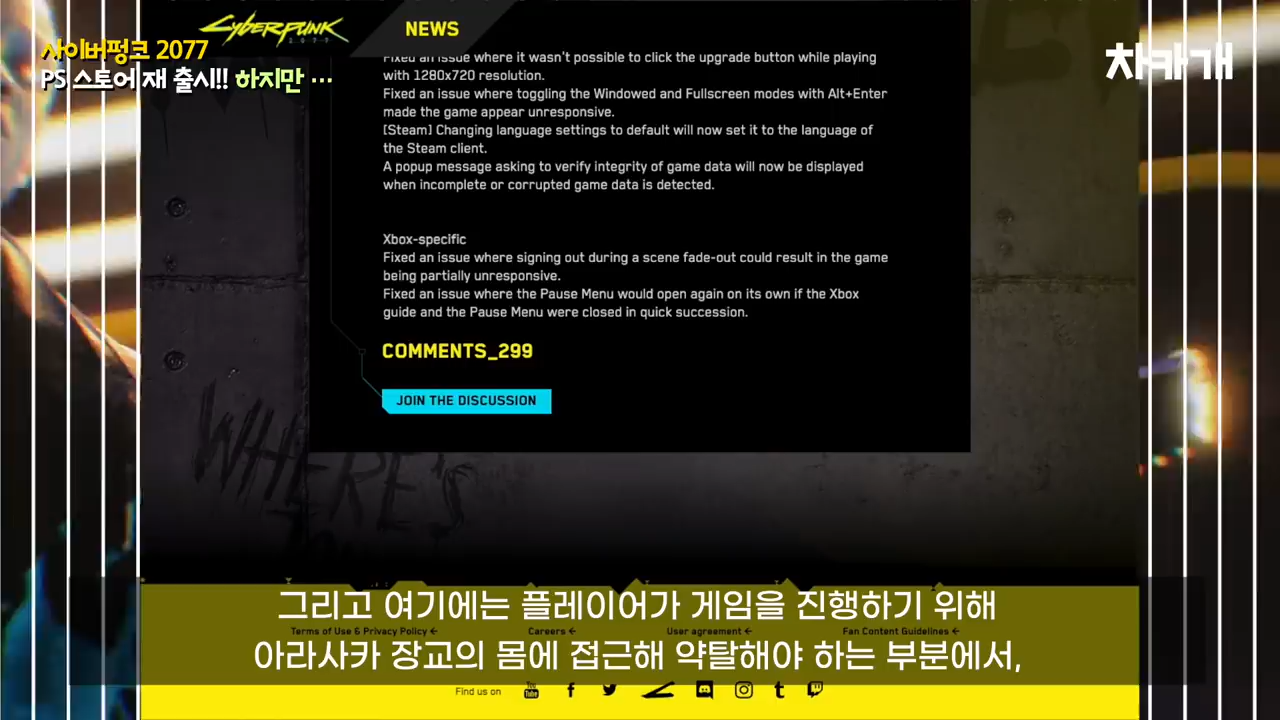 사이버펑크 2077
PS 스토어 재 출시!! 하지만 …
차카개
Cyberpunk
2077
NEWS
Fixed an issue where it wasn't possible to click the upgrade button while playing
with 1280x720 resolution.
Fixed an issue where toggling the Windowed and Fullscreen modes with Alt+Enter
made the game appear unresponsive.
[Steam] Changing language settings to default will now set it to the language of
the Steam client.
A popup message asking to verify integrity of game data will now be displayed
when incomplete or corrupted game data is detected.
Xbox-specific
Fixed an issue where signing out during a scene fade-out could result in the game
being partially unresponsive.
Fixed an issue where the Pause Menu would open again on its own if the Xbox
guide and the Pause Menu were closed in quick succession.
COMMENTS_299
JOIN THE DISCUSSION
WHERE'S
그리고 여기에는 플레이어가 게임을 진행하기 위해
Terms of Use & Privacy Policy Careers User agreement Fan Content Guidelines
아라사카 장교의 몸에 접근해 약탈해야 하는 부분에서,
Find us on